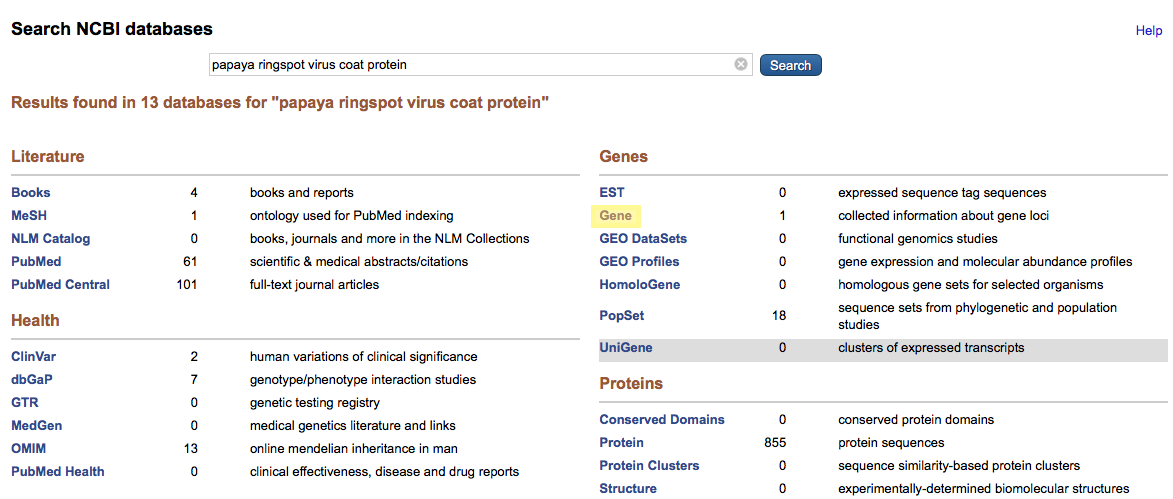 Search NCBI databases
Help
papaya ringspot virus coat protein
Search
Results found in 13 databases for "papaya ringspot virus coat protein"
Literature
Books 4 books and reports
MeSH 1 ontology used for PubMed indexing
NLM Catalog 0 books, journals and more in the NLM Collections
PubMed 61 scientific & medical abstracts/citations
PubMed Central 101 full-text journal articles
Health
ClinVar 2 human variations of clinical significance
dbGaP 7 genotype/phenotype interaction studies
GTR 0 genetic testing registry
MedGen 0 medical genetics literature and links
OMIM 13 online mendelian inheritance in man
PubMed Health 0 clinical effectiveness, disease and drug reports
Genes
EST 0 expressed sequence tag sequences
Gene 1 collected information about gene loci
GEO DataSets 0 functional genomics studies
GEO Profiles 0 gene expression and molecular abundance profiles
HomoloGene 0 homologous gene sets for selected organisms
PopSet 18 sequence sets from phylogenetic and population
studies
UniGene 0 clusters of expressed transcripts
Proteins
Conserved Domains 0 conserved protein domains
Protein 855 protein sequences
Protein Clusters 0 sequence similarity-based protein clusters
Structure 0 experimentally-determined biomolecular structures